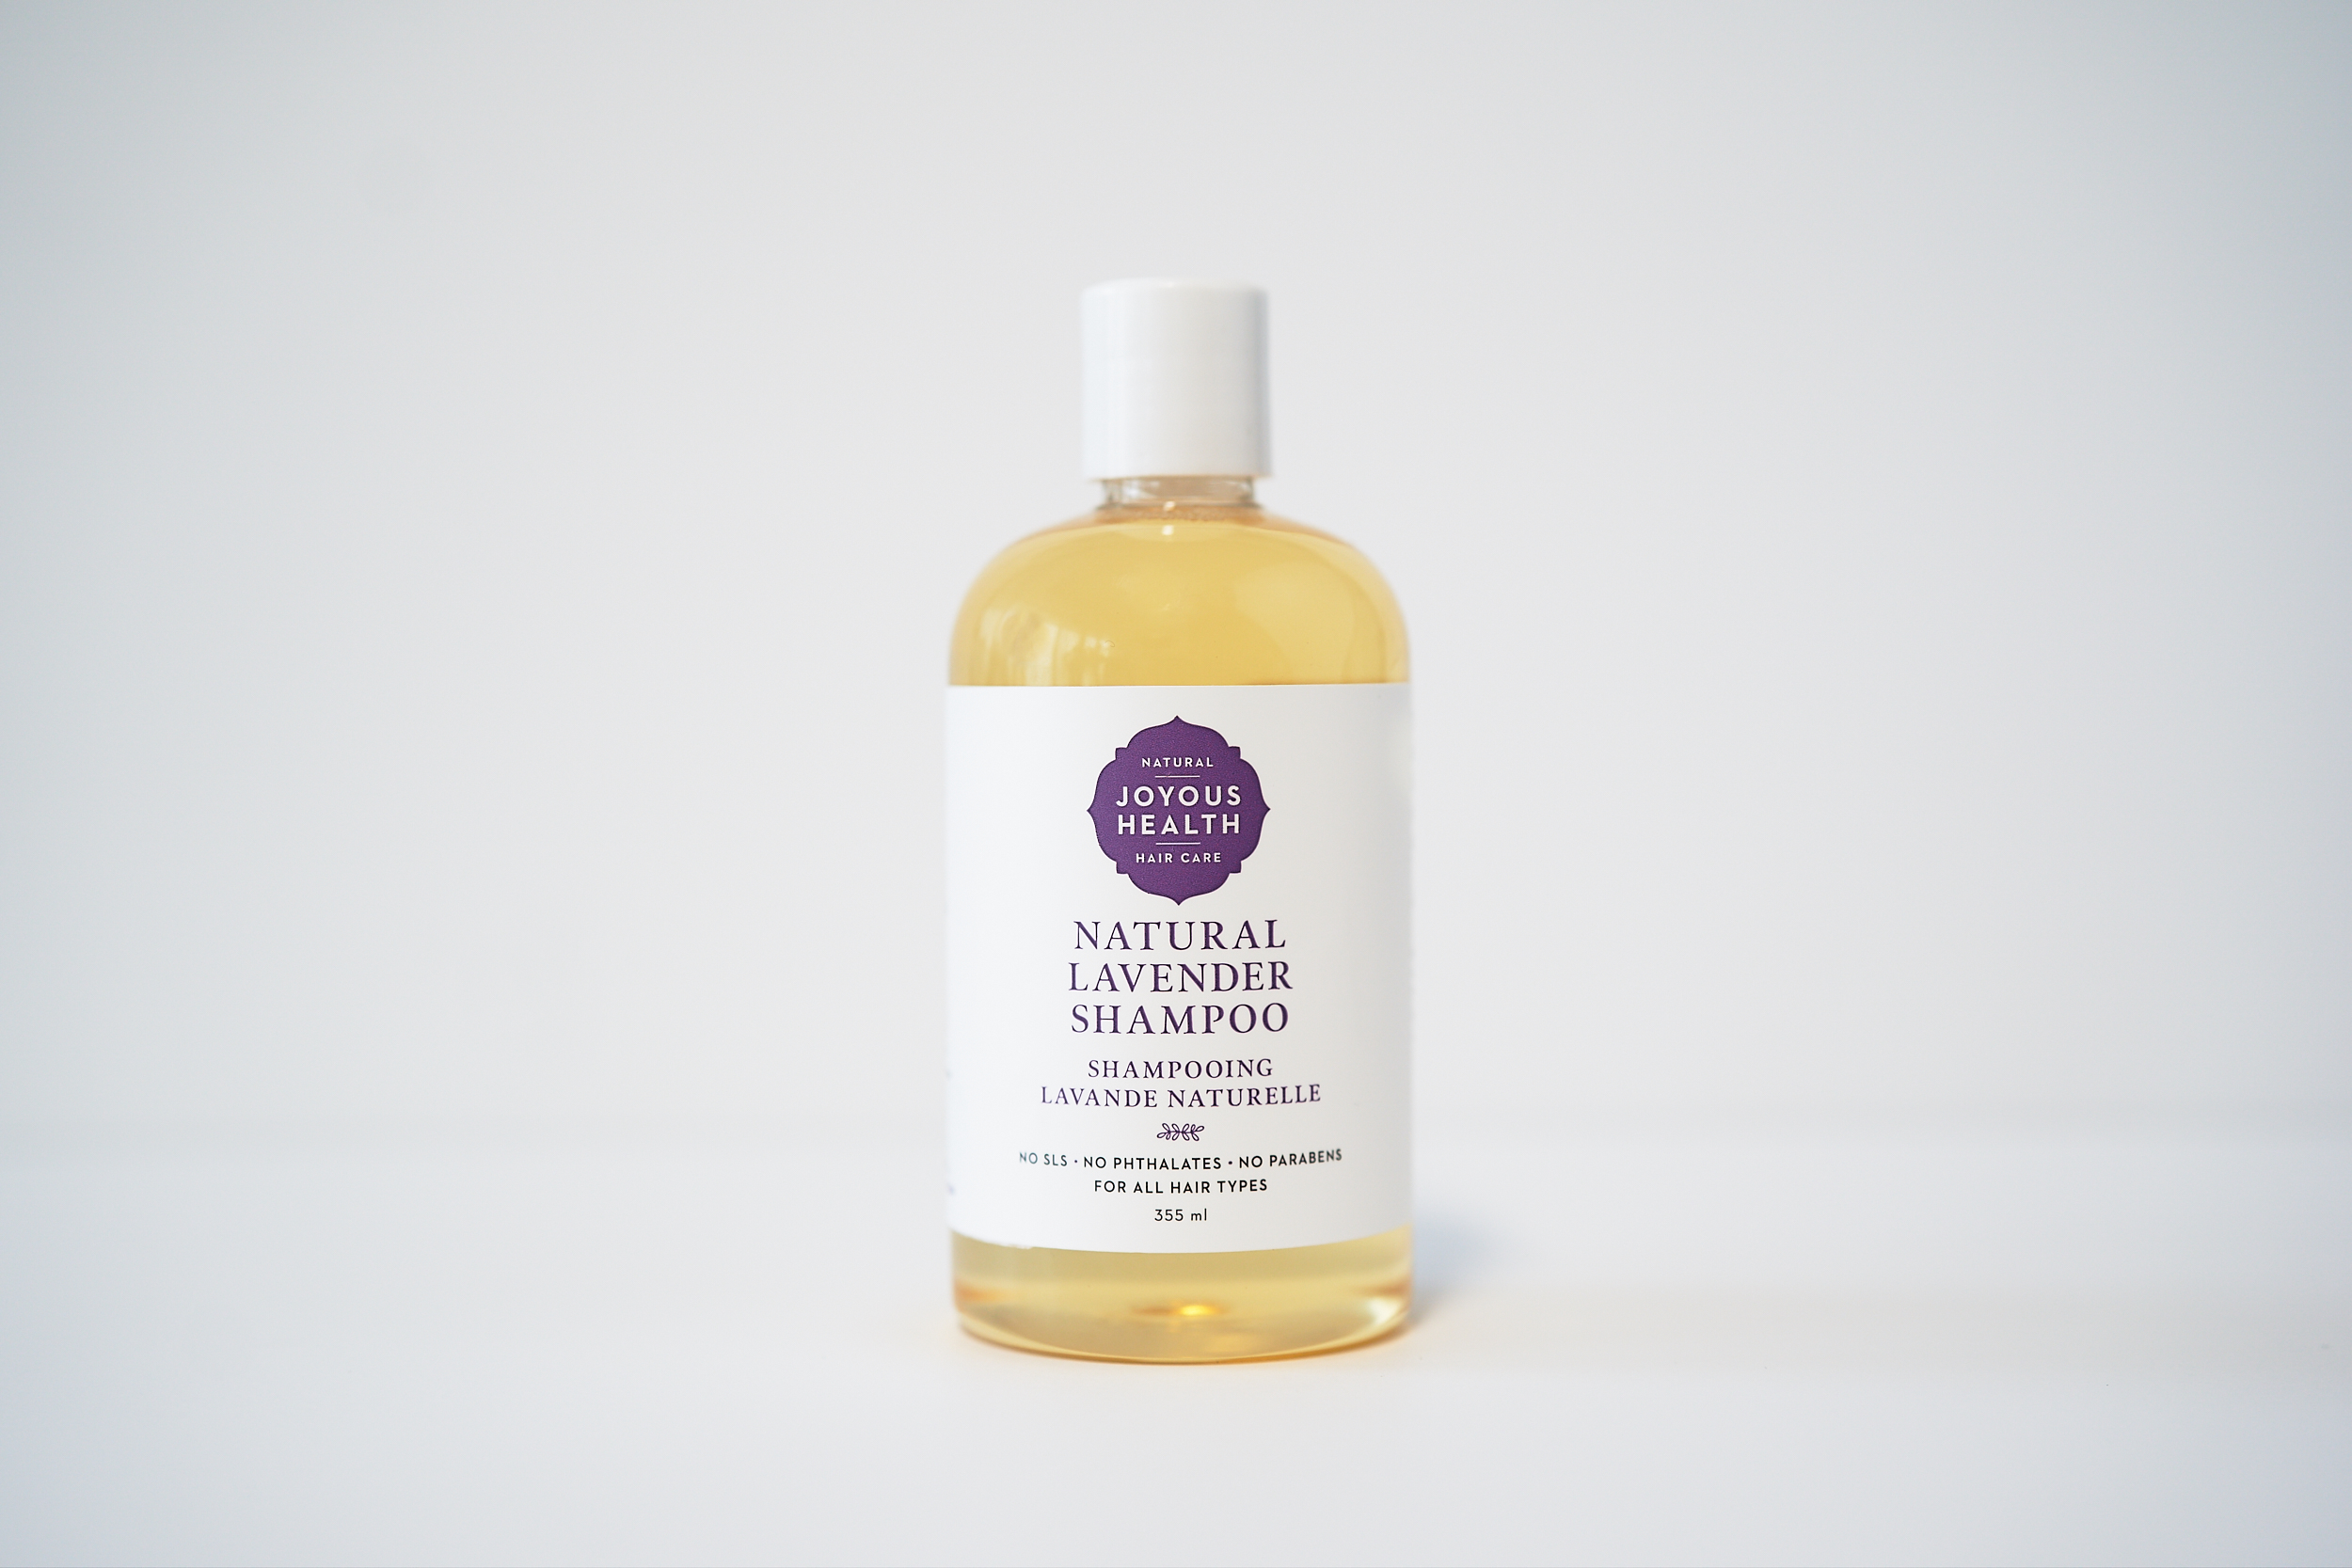 NATURAL
JOYOUS
HEALTH
HAIR CARE
NATURAL
LAVENDER
SHAMPOO
SHAMPOOING
LAVANDE NATURELLE
NO SLS • NO PHTHALATES • NO PARABENS
FOR ALL HAIR TYPES
355 ml